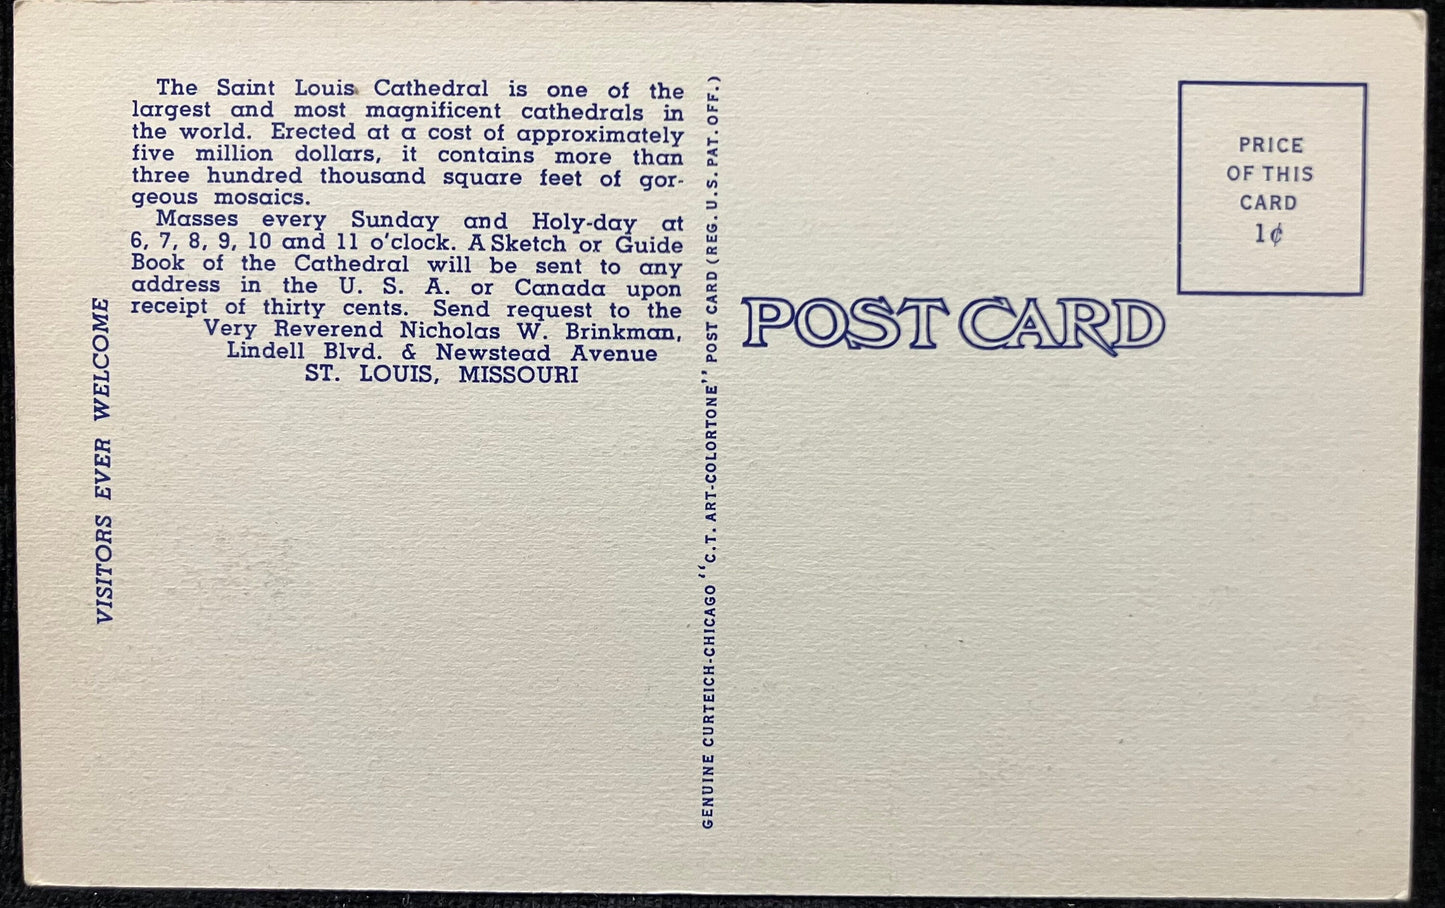 The Saint Louis Cathedral is one of the
largest and most magnificent cathedrals in
the world. Erected at a cost of approximately
five million dollars, it contains more than
three hundred thousand square feet of gor-
geous mosaics.
Masses every Sunday and Holy-day at
6, 7, 8, 9, 10 and 11 o'clock. A Sketch or Guide
Book of the Cathedral will be sent to any
address in the U. S. A. or Canada upon
receipt of thirty cents. Send request to the
Very Reverend Nicholas W. Brinkman,
Lindell Blvd. & Newstead Avenue
ST. LOUIS, MISSOURI
VISITORS EVER WELCOME
GENUINE CURTEICH-CHICAGO "C.T. ART-COLORTONE" POST CARD (REG. U.S. PAT. OFF.)
POST CARD
PRICE
OF THIS
CARD
1¢